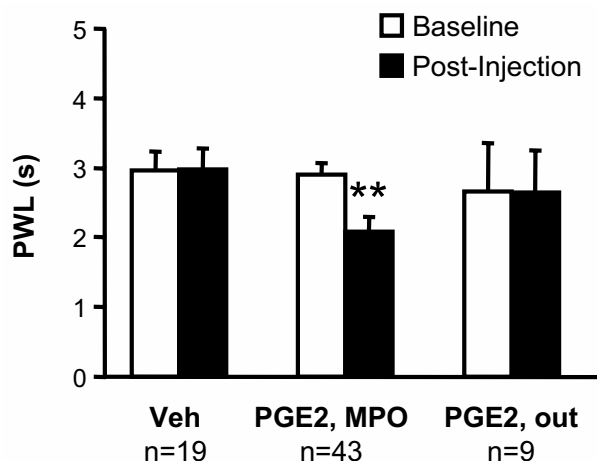 5
Baseline
Post-Injection
4
3
**
PWL (s)
2
1
0
Veh PGE2, MPO PGE2, out
n=19 n=43 n=9